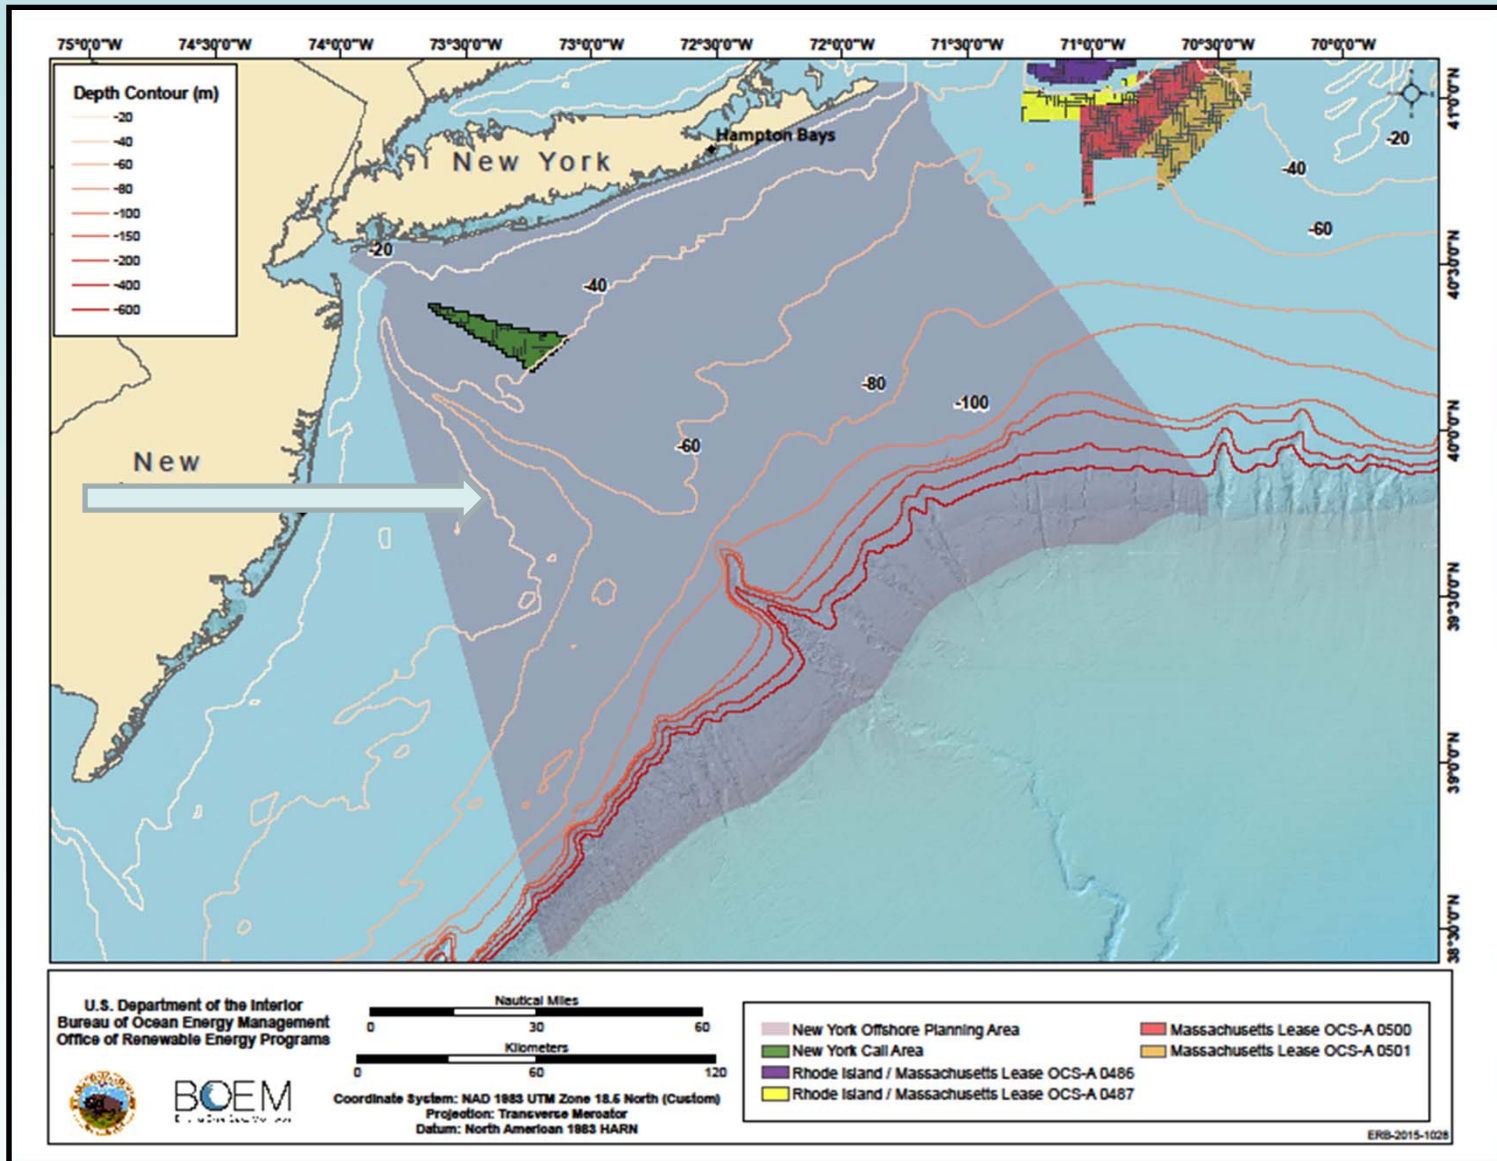 75°0'0"W 74°30'0"W 74°0'0"W 73°30'0"W 73°0'0"W 72°30'0"W 72°0'0"W 71°30'0"W 71°0'0"W 70°30'0"W 70°0'0"W
Depth Contour (m)
-20
-40
-60
-80
-100
-150
-200
-400
-600
New York
Hampton Bays
New
-20
-40
-60
-80
-100
-20
-40
-60
41°0'0"N
40°30'0"N
40°0'0"N
39°30'0"N
39°0'0"N
38°30'0"N
U.S. Department of the Interior
Bureau of Ocean Energy Management
Office of Renewable Energy Programs
BOEM
Nautical Miles
0 30 60
Kilometers
0 60 120
Coordinate System: NAD 1983 UTM Zone 18.5 North (Custom)
Projection: Transverse Mercator
Datum: North American 1983 HARN
New York Offshore Planning Area
New York Call Area
Rhode Island / Massachusetts Lease OCS-A 0486
Rhode Island / Massachusetts Lease OCS-A 0487
Massachusetts Lease OCS-A 0500
Massachusetts Lease OCS-A 0501
ERB-2015-1028